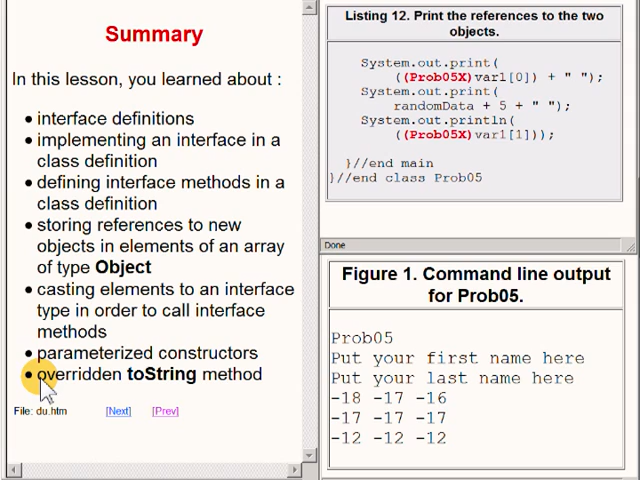 Summary
In this lesson, you learned about :
• interface definitions
• implementing an interface in a
class definition
• defining interface methods in a
class definition
• storing references to new
objects in elements of an array
of type Object
• casting elements to an interface
type in order to call interface
methods
• parameterized constructors
• overridden toString method
File: du.htm [Next] [Prev]
Listing 12. Print the references to the two
objects.
System.out.print(
((Prob05X)var1[0]) + " ");
System.out.print(
randomData + 5 + " ");
System.out.println(
((Prob05X)var1[1]));
}//end main
}//end class Prob05
Done
Figure 1. Command line output
for Prob05.
Prob05
Put your first name here
Put your last name here
-18 -17 -16
-17 -17 -17
-12 -12 -12